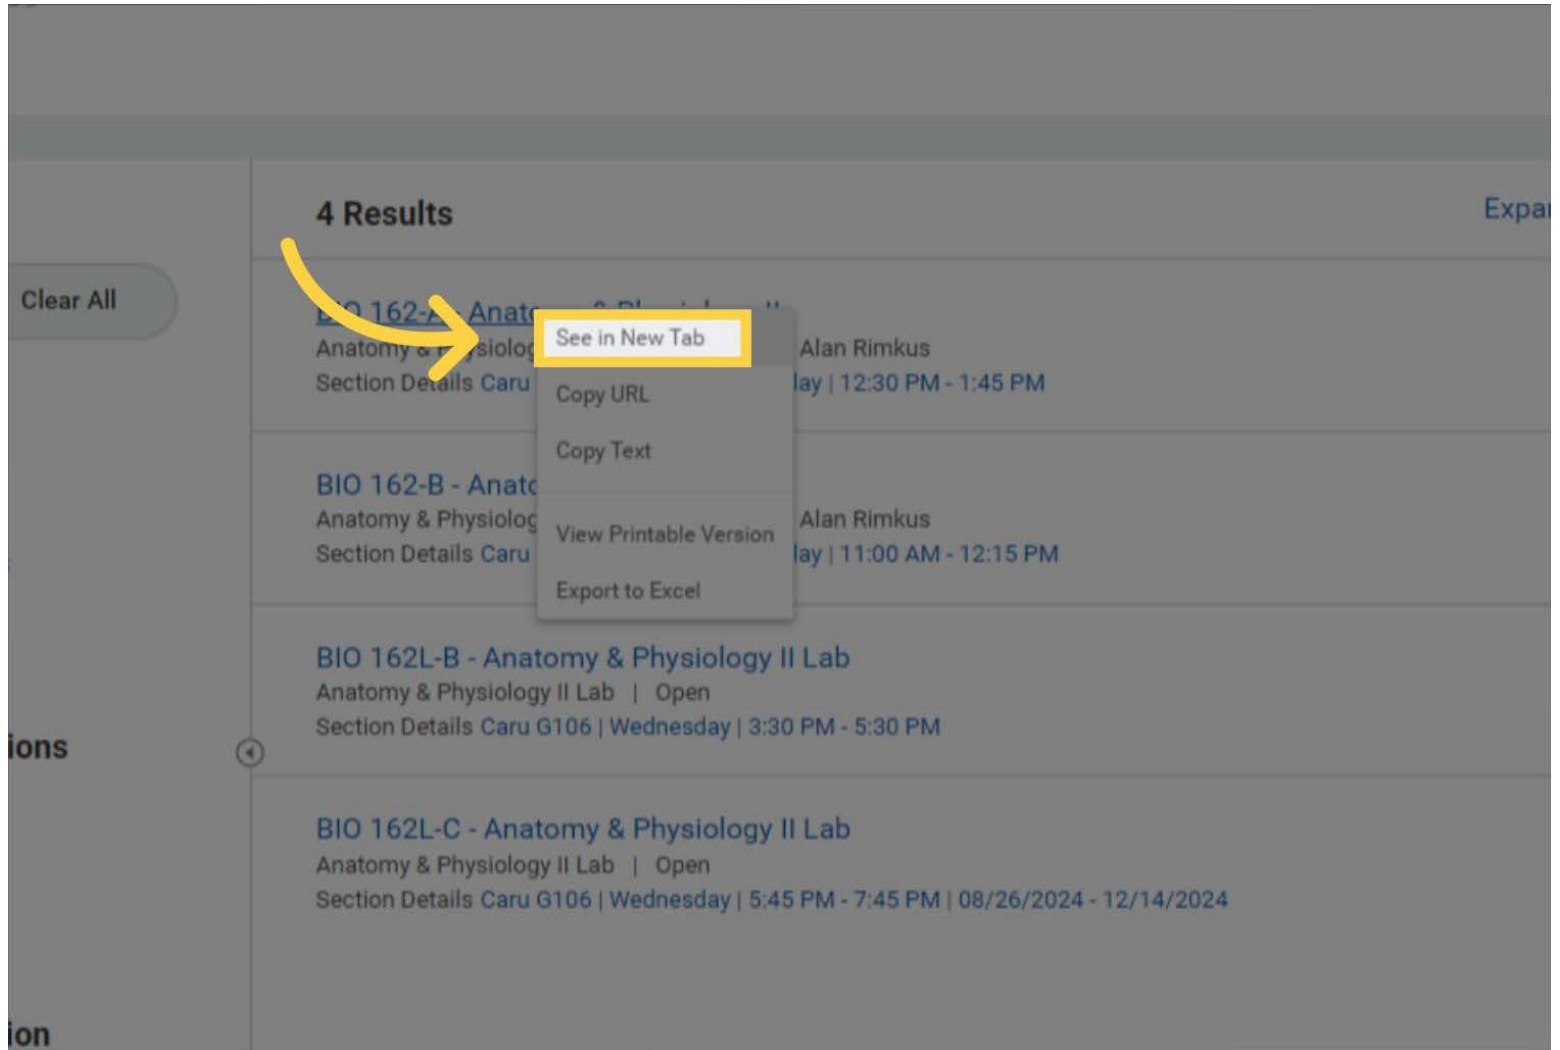 4 Results
Expan
Clear All
BIO 162-A - Anatomy & Physiology II
Anatomy & Physiolog
Alan Rimkus
Section Details Caru
lay | 12:30 PM - 1:45 PM
See in New Tab
Copy URL
Copy Text
View Printable Version
Export to Excel
BIO 162-B - Anato
Anatomy & Physiolog
Alan Rimkus
Section Details Caru
lay | 11:00 AM - 12:15 PM
BIO 162L-B - Anatomy & Physiology II Lab
Anatomy & Physiology II Lab | Open
Section Details Caru G106 | Wednesday | 3:30 PM - 5:30 PM
ions
BIO 162L-C - Anatomy & Physiology II Lab
Anatomy & Physiology II Lab | Open
Section Details Caru G106 | Wednesday | 5:45 PM - 7:45 PM | 08/26/2024 - 12/14/2024
ion